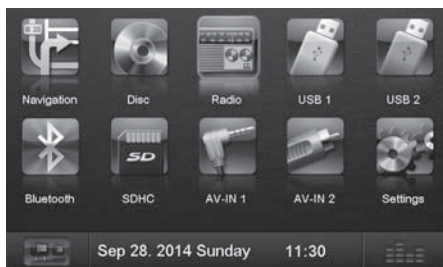 Navigation Disc Radio USB 1 USB 2
SD
Bluetooth SDHC AV-IN 1 AV-IN 2 Settings
Sep 28. 2014 Sunday 11:30